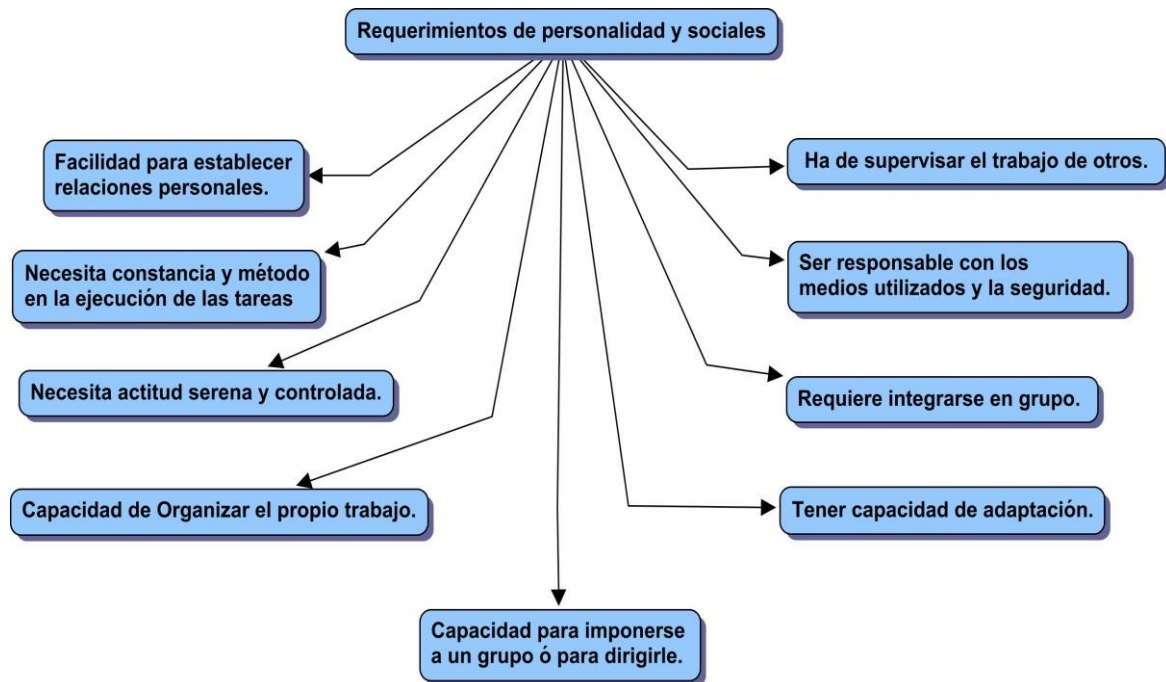 Requerimientos de personalidad y sociales
Facilidad para establecer
relaciones personales.
Necesita constancia y método
en la ejecución de las tareas
Necesita actitud serena y controlada.
Capacidad de Organizar el propio trabajo.
Capacidad para imponerse
a un grupo ó para dirigirle.
Ha de supervisar el trabajo de otros.
Ser responsable con los
medios utilizados y la seguridad.
Requiere integrarse en grupo.
Tener capacidad de adaptación.